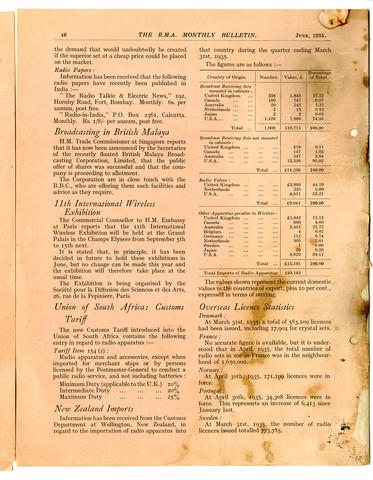 46 THE R.M.A. MONTHLY BULLETIN. JUNE, 1935.
the demand that would undoubtedly be created
if the superior set at a cheap price could be placed
on the market.
Radio Papers:
Information has been received that the following
radio papers have recently been published in
India :—
" The Radio Talkie & Electric News," 192,
Hornby Road, Fort, Bombay. Monthly. 6s. per
annum, post free.
" Radio-in-India," P.O. Box 2361, Calcutta.
Monthly. Rs. 2/8/- per annum, post free.
Broadcasting in British Malaya
H.M. Trade Commissioner at Singapore reports
that it has now been announced by the Secretaries
of the recently floated British Malaya Broad-
casting Corporation, Limited, that the public
offer of shares was successful and that the com-
pany is proceeding to allotment.
The Corporation are in close touch with the
B.B.C., who are offering them such facilities and
advice as they require.
11th International Wireless
Exhibition
The Commercial Counsellor to H.M. Embassy
at Paris reports that the 11th International
Wireless Exhibition will be held at the Grand
Palais in the Champs Elysees from September 5th
to 15th next.
It is stated that, in principle, it has been
decided in future to hold these exhibitions in
June, but no change can be made this year and
the exhibition will therefore take place at the
usual time.
The Exhibition is being organised by the
Société pour la Diffusion des Sciences et des Arts,
26, rue de la Pepiniere, Paris.
Union of South Africa: Customs
Tariff
The new Customs Tariff introduced into the
Union of South Africa contains the following
entry in regard to radio apparatus :—
Tariff Item 154 (2) :
Radio apparatus and accessories, except when
imported for merchant ships or by persons
licensed by the Postmaster-General to conduct a
public radio service, and not including batteries :
Minimum Duty (applicable to the U.K.) 20%
Intermediate Duty ... ... ... 20%
Maximum Duty ... ... ... 25%
New Zealand Imports
Information has been received from the Customs
Department at Wellington, New Zealand, in
regard to the importation of radio apparatus into
that country during the quarter ending March
31st, 1935.
The figures are as follows :—
Country of Origin. Number. Value, £. Percentage of Total.
Broadcast Receiving Sets
mounted in cabinets :
United Kingdom
Canada
Australia
Netherlands
U.S.A.
Total 100.00
Broadcast Receiving Sets not mounted
in cabinets :
United Kingdom
Canada
Australia
U.S.A.
Total 100.00
Radio Valves :
United Kingdom
Netherlands
U.S.A.
Total 100.00
Other Apparatus peculiar to Wireless :
United Kingdom
Canada
Australia
Belgium
Germany
Netherlands
Sweden
Japan
U.S.A.
Total 100.00
Total Imports of Radio Apparatus
The values shown represent the current domestic
values in the countries of export, plus 10 per cent.,
expressed in terms of sterling.
Overseas Licence Statistics
Denmark :
At March 31st, 1935, a total of 583,109 licences
had been issued, including 17,904 for crystal sets.
France :
No accurate figure is available, but it is under-
stood that in April, 1935, the total number of
radio sets in use in France was in the neighbour-
hood of 1,650,000.
Norway :
At April 30th, 1935, 171,199 licences were in
force.
Portugal :
At April 30th, 1935, 34,308 licences were in
force. This represents an increase of 6,413 since
January last.
Sweden :
At March 31st, 1935, the number of radio
licences issued totalled 773,785.